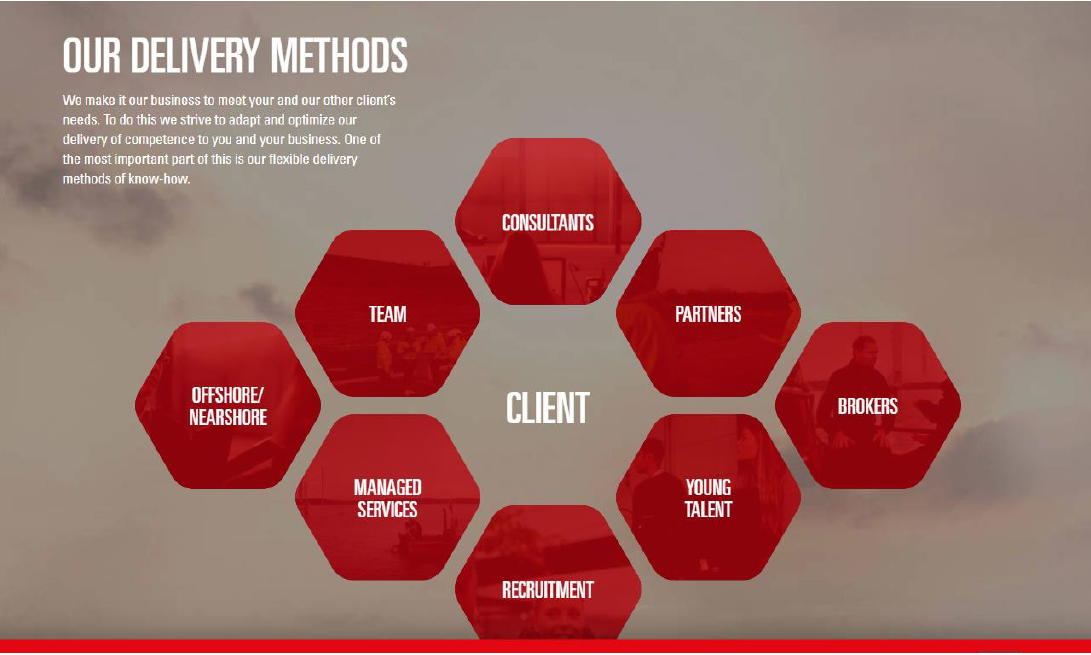 OUR DELIVERY METHODS
We make it our business to meet your and our other client's
needs. To do this we strive to adapt and optimize our
delivery of competence to you and your business. One of
the most important part of this is our flexible delivery
methods of know-how.
CONSULTANTS
TEAM
PARTNERS
OFFSHORE/
NEARSHORE
CLIENT
BROKERS
MANAGED
SERVICES
YOUNG
TALENT
RECRUITMENT